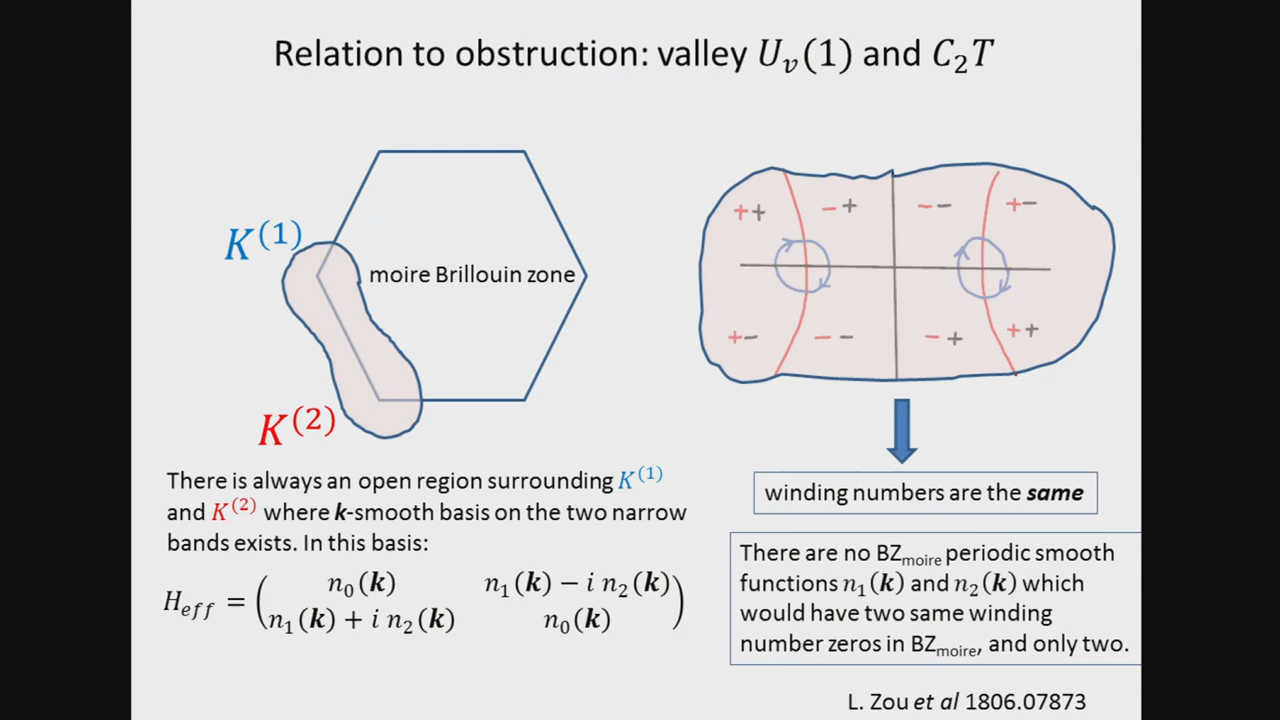 Relation to obstruction: valley U_v(1) and C_2T
K^(1)
moire Brillouin zone
K^(2)
++ -+ -- +-
+- -- -+ ++
There is always an open region surrounding K^(1)
and K^(2) where k-smooth basis on the two narrow
bands exists. In this basis:
H_eff = ( n_0(k) n_1(k) − i n_2(k)
n_1(k) + i n_2(k) n_0(k) )
winding numbers are the same
There are no BZ_moire periodic smooth
functions n_1(k) and n_2(k) which
would have two same winding
number zeros in BZ_moire, and only two.
L. Zou et al 1806.07873